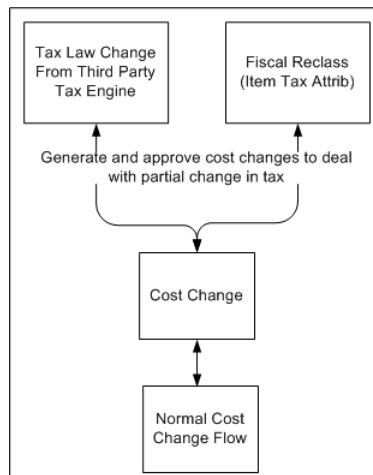 Tax Law Change
From Third Party
Tax Engine
Fiscal Reclass
(Item Tax Attrib)
Generate and approve cost changes to deal
with partial change in tax
Cost Change
Normal Cost
Change Flow